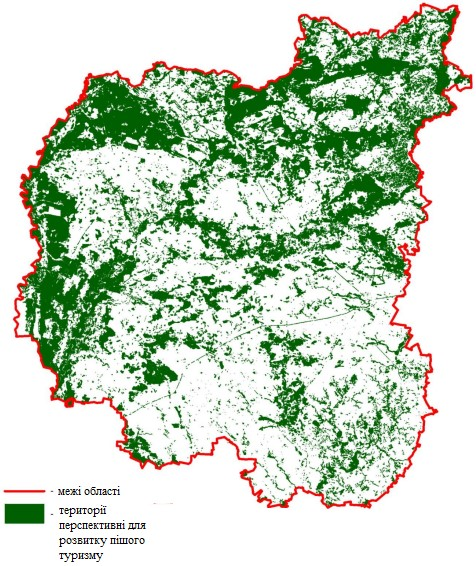 - межі області
- території
перспективні для
розвитку пішого
туризму